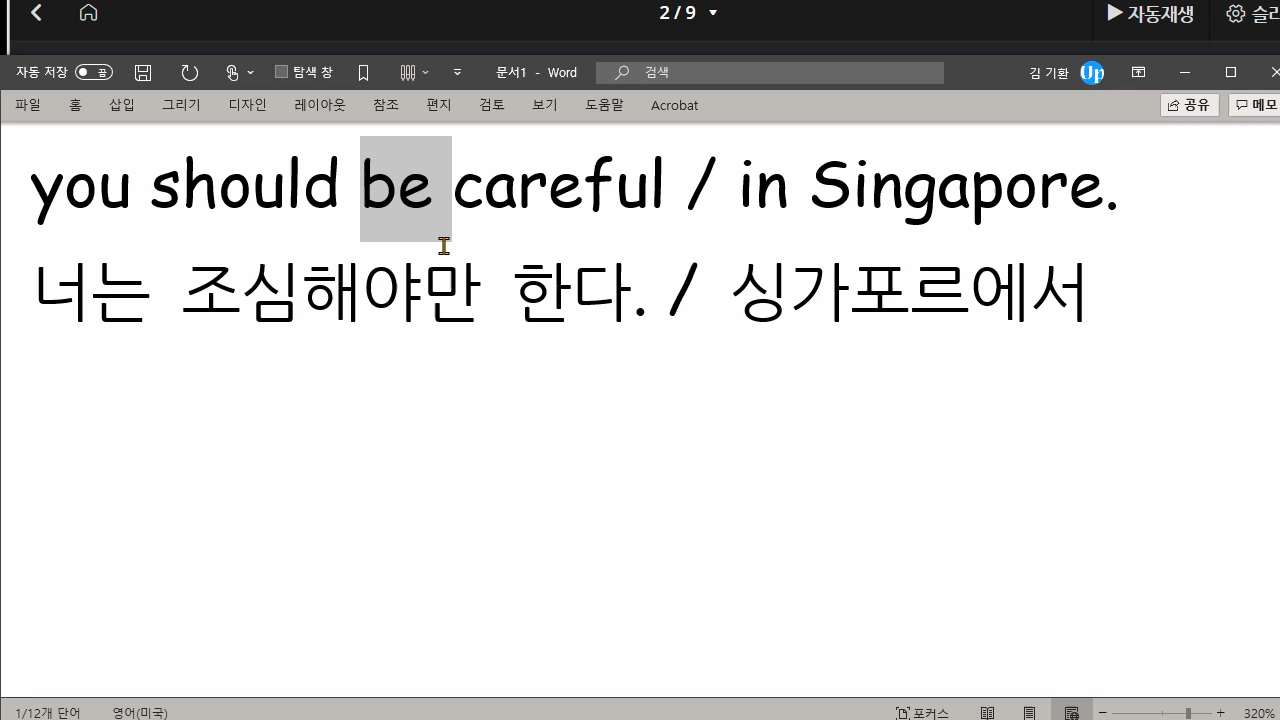 2 / 9
자동재생
슬라
자동 저장 끔
탐색 창
문서1 - Word
검색
김 기환
Up
파일 홈 삽입 그리기 디자인 레이아웃 참조 편지 검토 보기 도움말 Acrobat
공유
메모
you should be careful / in Singapore.
너는 조심해야만 한다. / 싱가포르에서
1/12개 단어
영어(미국)
포커스
320%